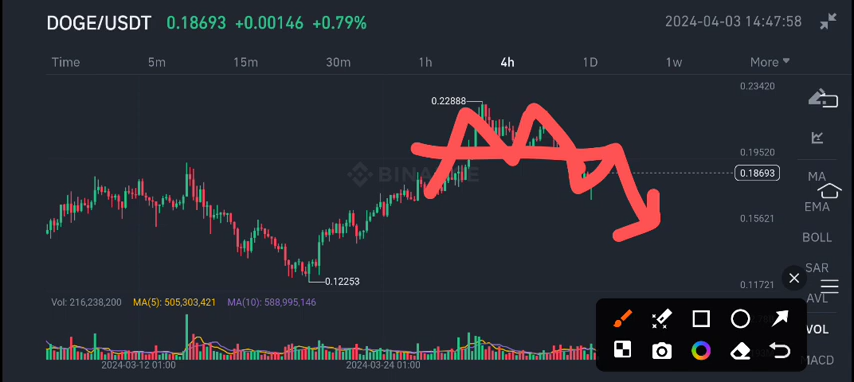 DOGE/USDT 0.18693 +0.00146 +0.79% 2024-04-03 14:47:58
Time 5m 15m 30m 1h 4h 1D 1w More
0.23420
0.22888
0.19520
0.18693
BINANCE
MA
EMA
0.15621
BOLL
SAR
0.12253
0.11721
AVL
Vol: 216,238,200 MA(5): 505,303,421 MA(10): 588,995,146
VOL
MACD
2024-03-12 01:00 2024-03-24 01:00